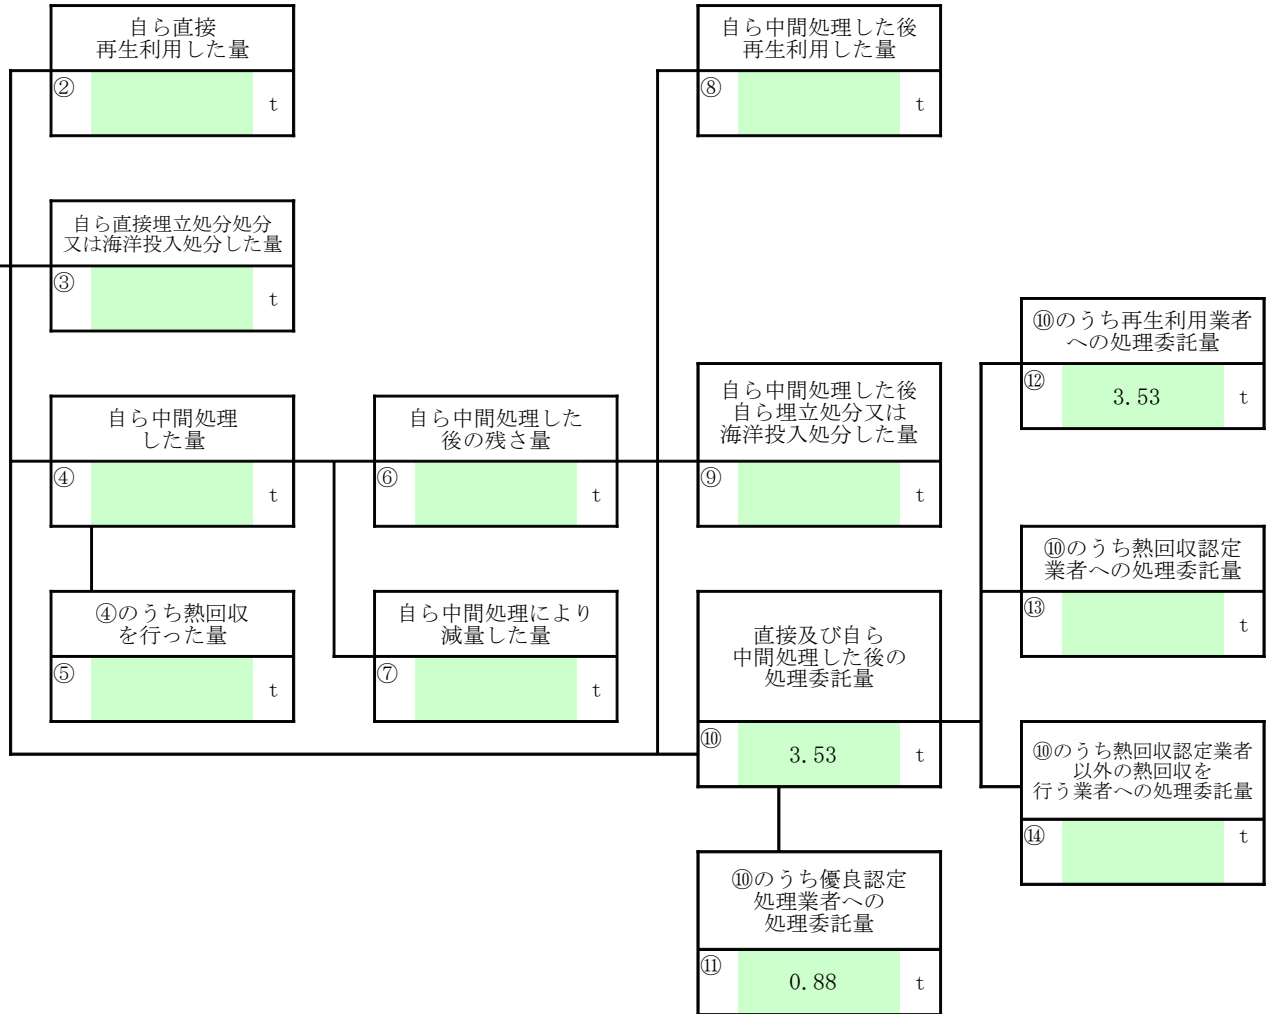 自ら直接
再生利用した量
② t
自ら中間処理した後
再生利用した量
⑧ t
自ら直接埋立処分処分
又は海洋投入処分した量
③ t
⑩のうち再生利用業者
への処理委託量
⑫ 3.53 t
自ら中間処理
した量
④ t
自ら中間処理した
後の残さ量
⑥ t
自ら中間処理した後
自ら埋立処分又は
海洋投入処分した量
⑨ t
⑩のうち熱回収認定
業者への処理委託量
⑬ t
④のうち熱回収
を行った量
⑤ t
自ら中間処理により
減量した量
⑦ t
直接及び自ら
中間処理した後の
処理委託量
⑩ 3.53 t
⑩のうち熱回収認定業者
以外の熱回収を
行う業者への処理委託量
⑭ t
⑩のうち優良認定
処理業者への
処理委託量
⑪ 0.88 t